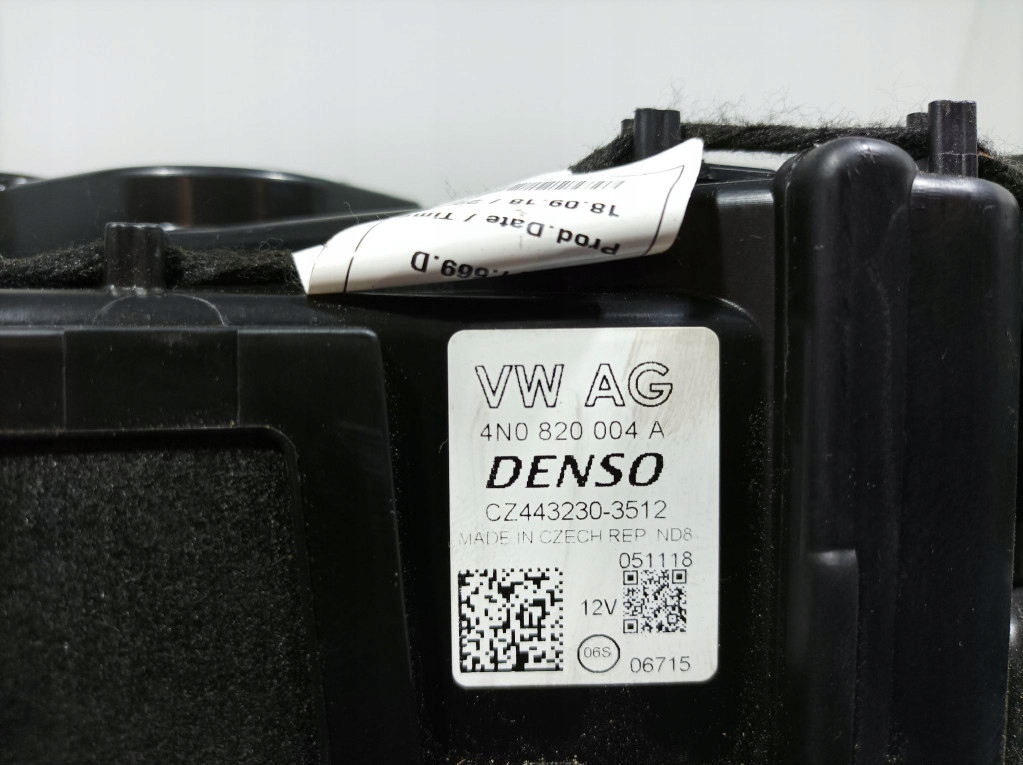 .669.D
Prod.Date / Tim
18.09.18 / 2
VW AG
4N0 820 004 A
DENSO
CZ443230-3512
MADE IN CZECH REP. ND8
051118
12V
06S
06715